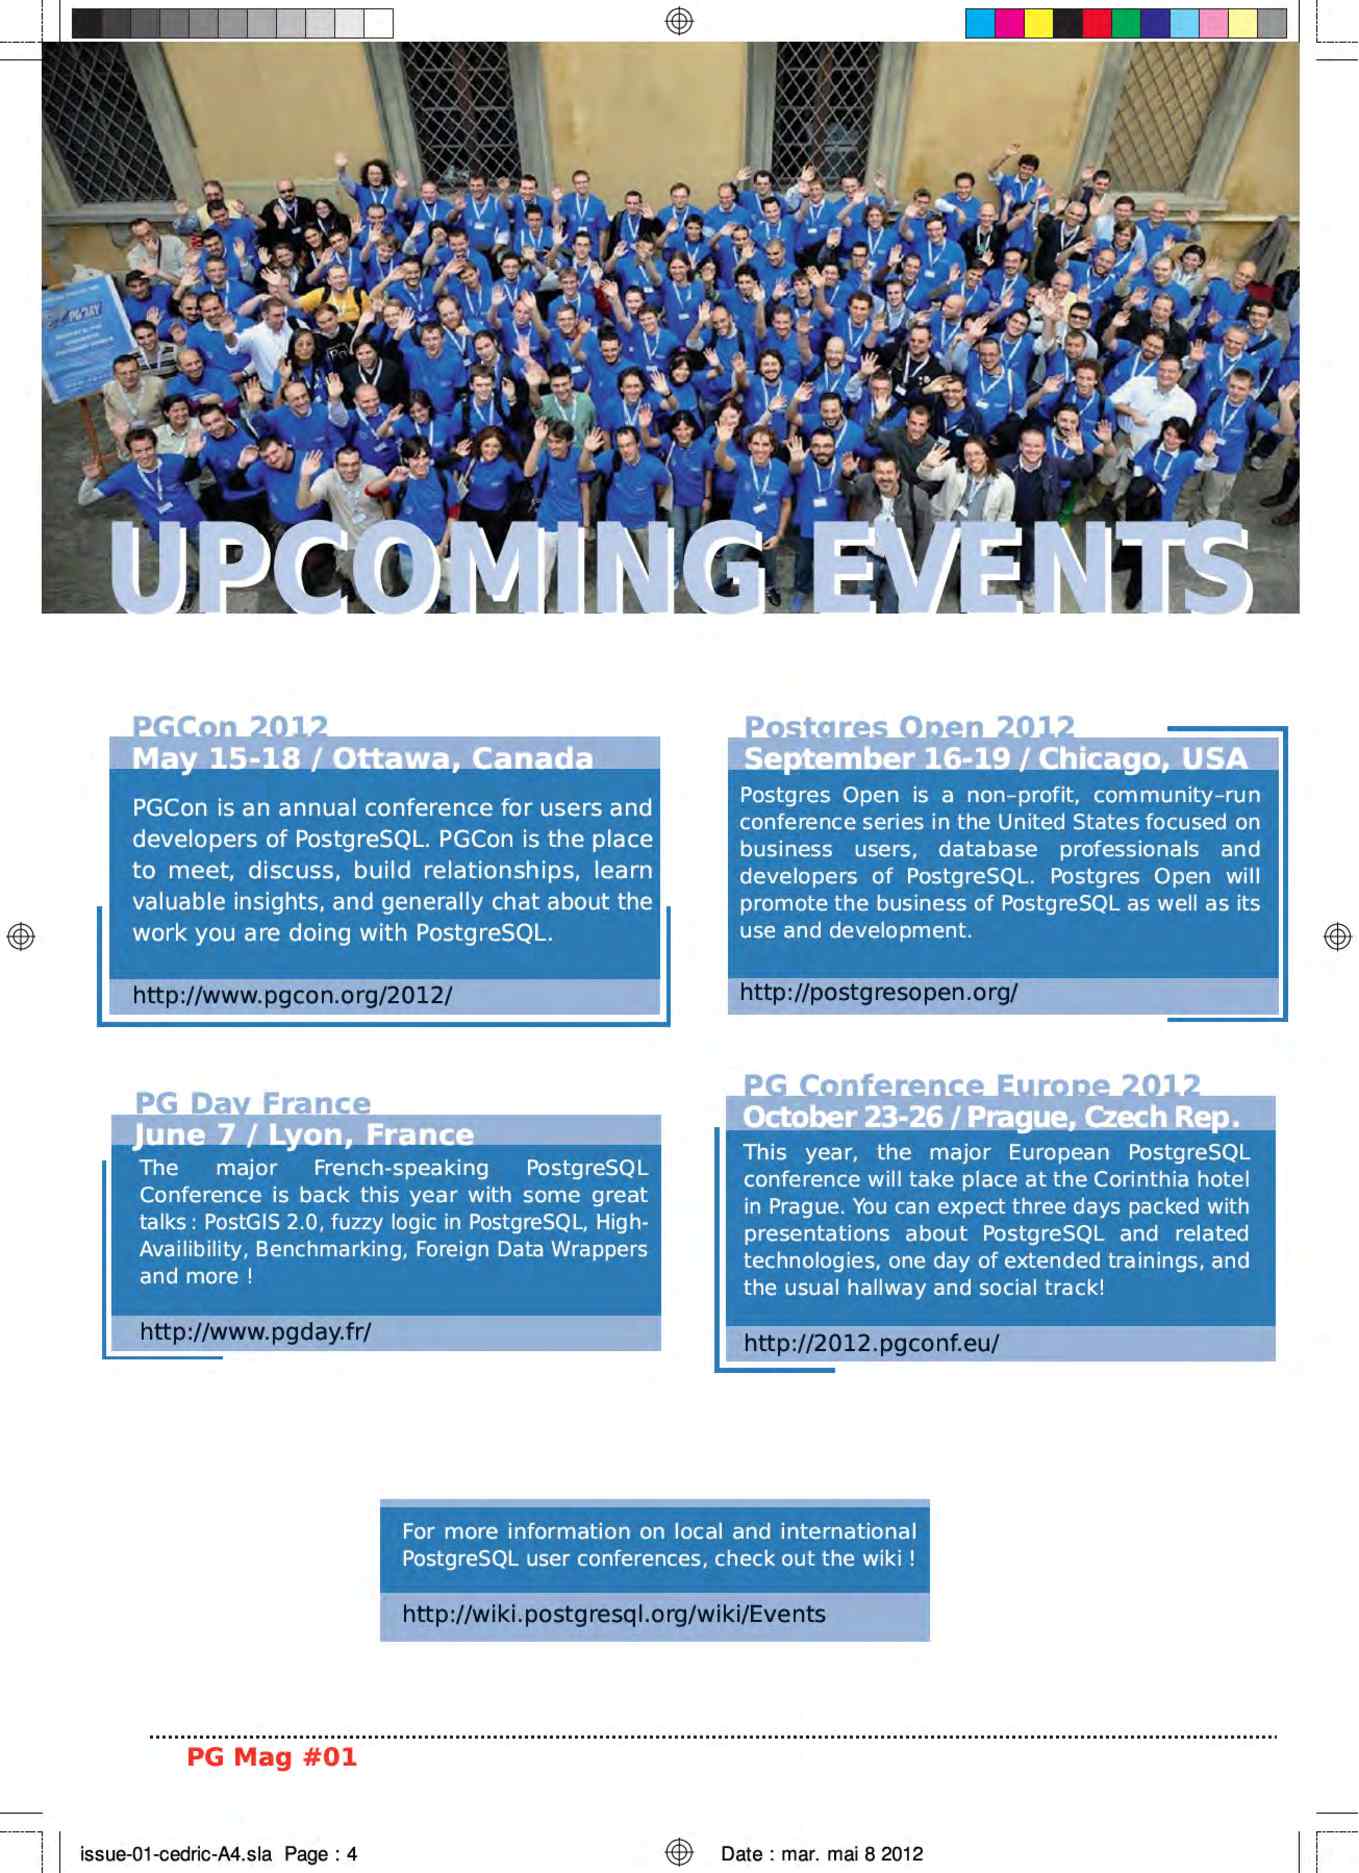 PGDAY
UPCOMING EVENTS
PGCon 2012
May 15-18 / Ottawa, Canada
PGCon is an annual conference for users and
developers of PostgreSQL. PGCon is the place
to meet, discuss, build relationships, learn
valuable insights, and generally chat about the
work you are doing with PostgreSQL.
http://www.pgcon.org/2012/
Postgres Open 2012
September 16-19 / Chicago, USA
Postgres Open is a non–profit, community–run
conference series in the United States focused on
business users, database professionals and
developers of PostgreSQL. Postgres Open will
promote the business of PostgreSQL as well as its
use and development.
http://postgresopen.org/
PG Day France
June 7 / Lyon, France
The major French-speaking PostgreSQL
Conference is back this year with some great
talks : PostGIS 2.0, fuzzy logic in PostgreSQL, High-
Availibility, Benchmarking, Foreign Data Wrappers
and more !
http://www.pgday.fr/
PG Conference Europe 2012
October 23-26 / Prague, Czech Rep.
This year, the major European PostgreSQL
conference will take place at the Corinthia hotel
in Prague. You can expect three days packed with
presentations about PostgreSQL and related
technologies, one day of extended trainings, and
the usual hallway and social track!
http://2012.pgconf.eu/
For more information on local and international
PostgreSQL user conferences, check out the wiki !
http://wiki.postgresql.org/wiki/Events
PG Mag #01
issue-01-cedric-A4.sla Page : 4
Date : mar. mai 8 2012